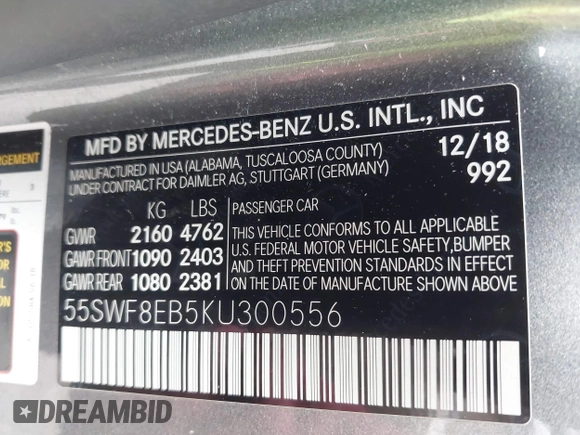 MFD BY MERCEDES-BENZ U.S. INTL., INC
MANUFACTURED IN USA (ALABAMA, TUSCALOOSA COUNTY) 12/18
UNDER CONTRACT FOR DAIMLER AG, STUTTGART (GERMANY) 992
KG LBS
GVWR 2160 4762
GAWR FRONT 1090 2403
GAWR REAR 1080 2381
PASSENGER CAR
THIS VEHICLE CONFORMS TO ALL APPLICABLE
U.S. FEDERAL MOTOR VEHICLE SAFETY, BUMPER
AND THEFT PREVENTION STANDARDS IN EFFECT
ON THE DATE OF MANUFACTURE SHOWN ABOVE.
55SWF8EB5KU300556
DREAMBID